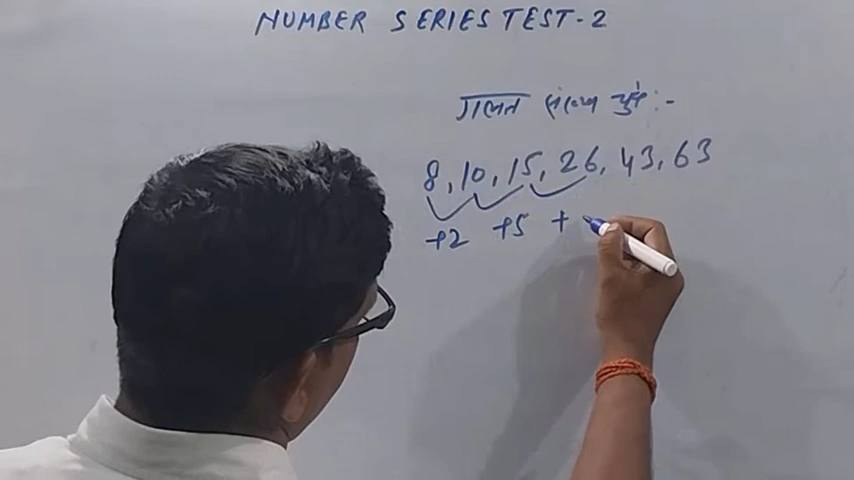 NUMBER SERIES TEST-2
गलत संख्या चुनें :-
8, 10, 15, 26, 43, 63
+2 +5 +